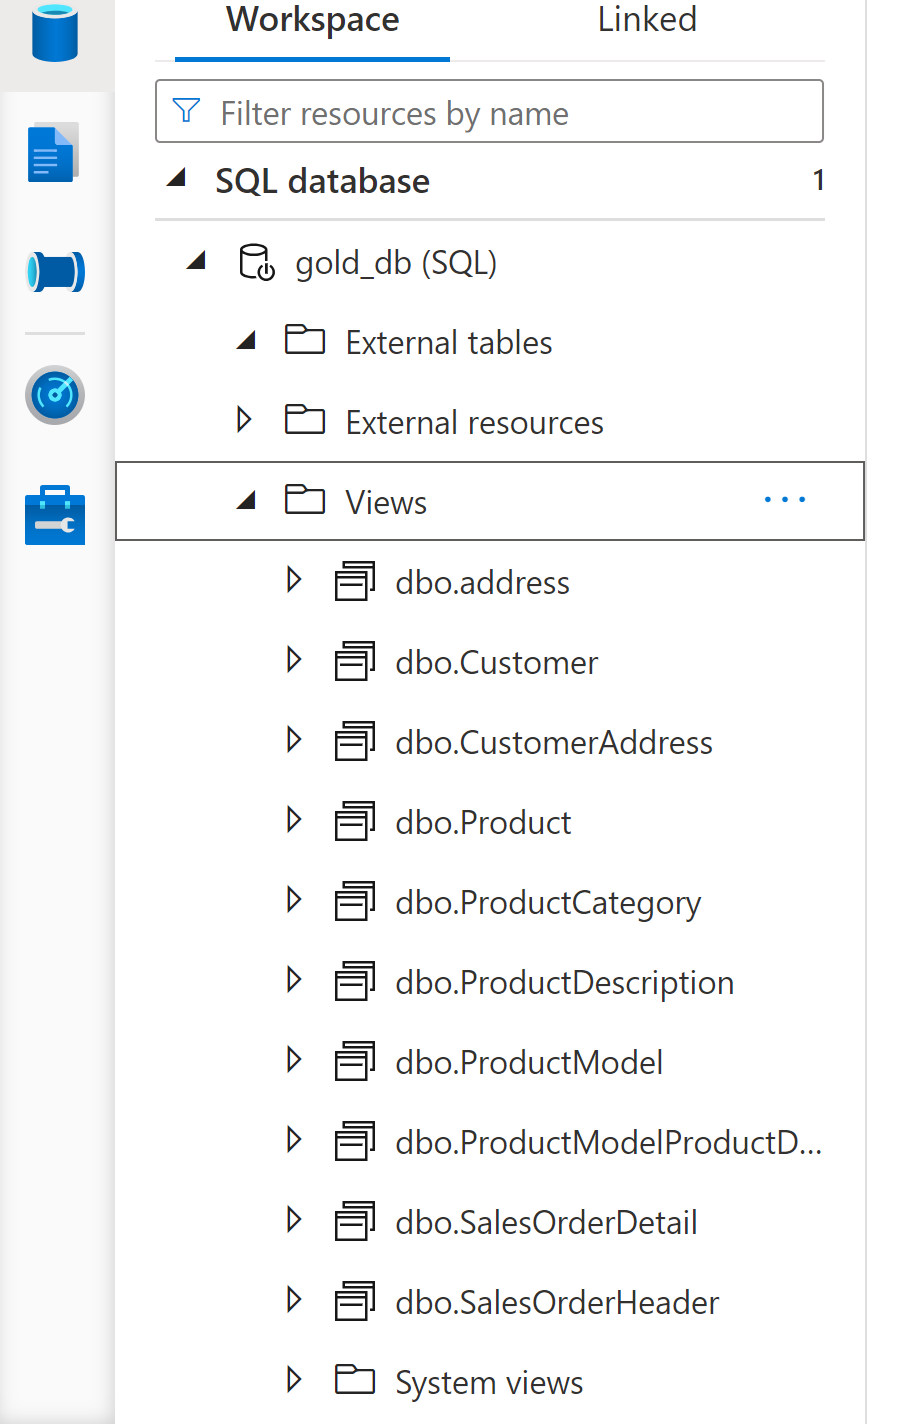 Workspace Linked
Filter resources by name
SQL database 1
gold_db (SQL)
External tables
External resources
Views ...
dbo.address
dbo.Customer
dbo.CustomerAddress
dbo.Product
dbo.ProductCategory
dbo.ProductDescription
dbo.ProductModel
dbo.ProductModelProductD...
dbo.SalesOrderDetail
dbo.SalesOrderHeader
System views